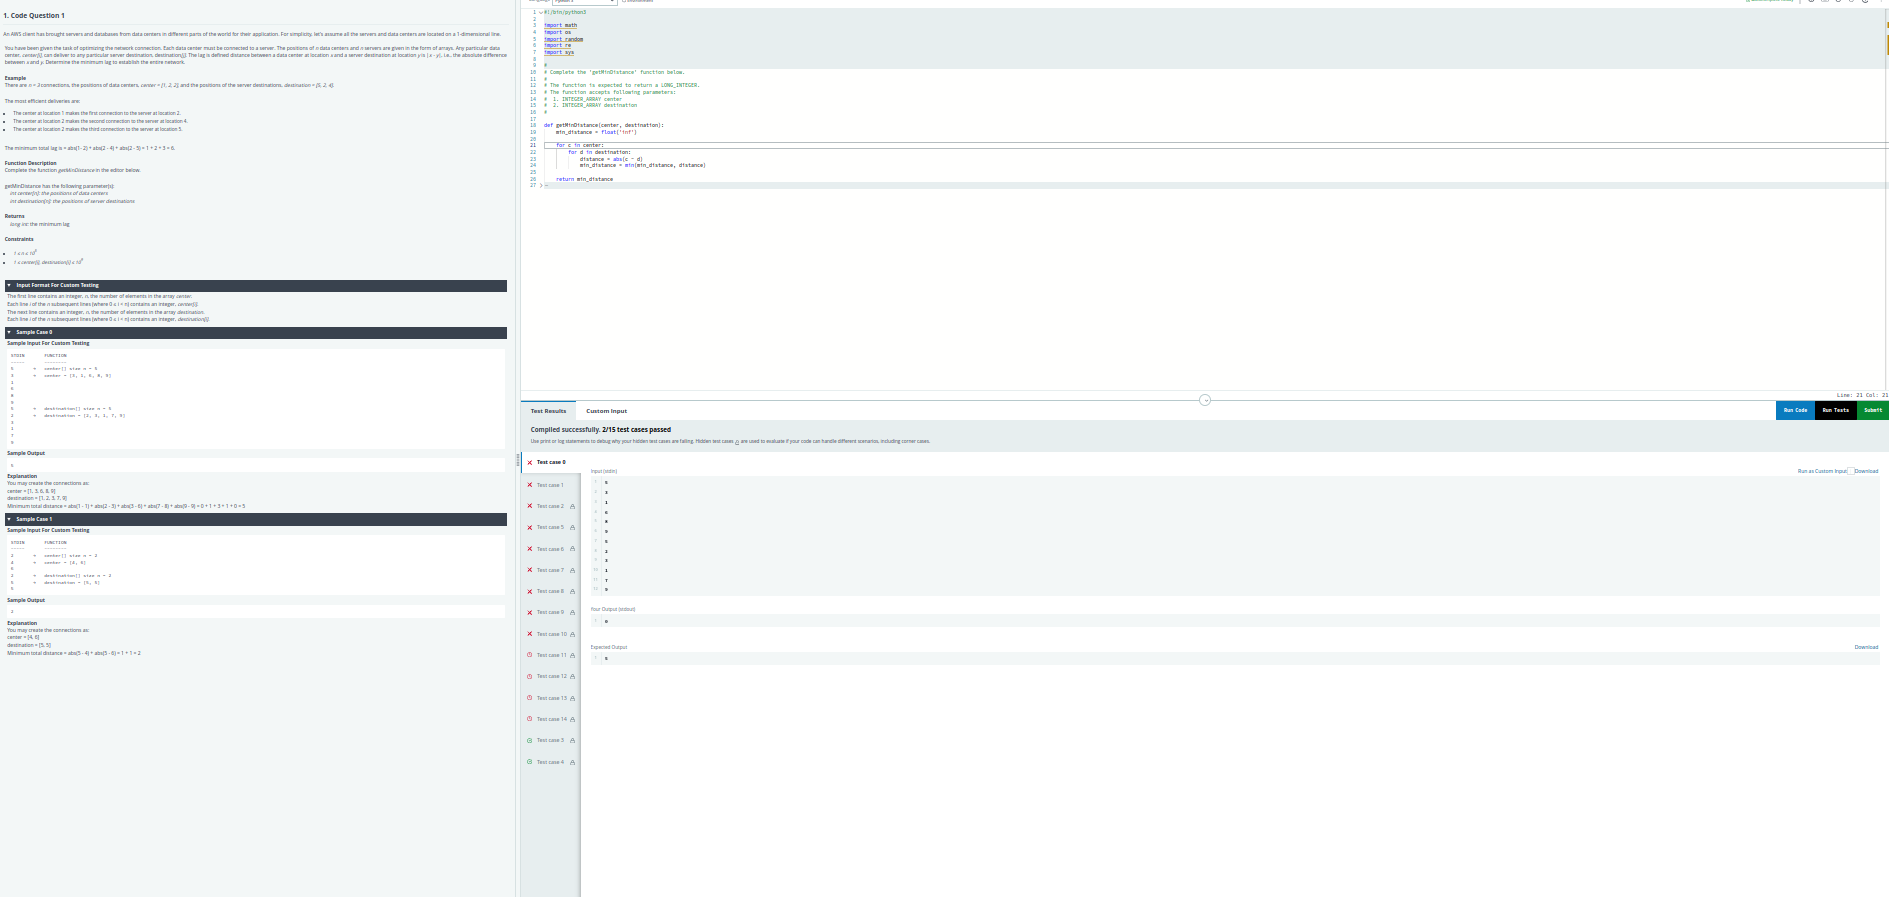 1. Code Question 1
An AWS client has brought servers and databases from data centers in different parts of the world for their application. For simplicity, let's assume all the servers and data centers are located on a 1-dimensional line.
You have been given the task of optimizing the network connection. Each data center must be connected to a server. The positions of n data centers and n servers are given in the form of arrays. Any particular data
center, center[i], can deliver to any particular server destination, destination[j]. The lag is defined distance between a data center at location x and a server destination at location y is |x - y|, i.e., the absolute difference
between x and y. Determine the minimum lag to establish the entire network.
Example
There are n = 3 connections, the positions of data centers, center = [1, 2, 2], and the positions of the server destinations, destination = [5, 2, 4].
The most efficient deliveries are:
The center at location 1 makes the first connection to the server at location 2.
The center at location 2 makes the second connection to the server at location 4.
The center at location 2 makes the third connection to the server at location 5.
The minimum total lag is = abs(1- 2) + abs(2 - 4) + abs(2 - 5) = 1 + 2 + 3 = 6.
Function Description
Complete the function getMinDistance in the editor below.
getMinDistance has the following parameter(s):
int center[n]: the positions of data centers
int destination[n]: the positions of server destinations
Returns
long int: the minimum lag
Constraints
1 ≤ n ≤ 10
1 ≤ center[i], destination[i] ≤ 10
▼ Input Format For Custom Testing
The first line contains an integer, n, the number of elements in the array center.
Each line i of the n subsequent lines (where 0 ≤ i < n) contains an integer, center[i].
The next line contains an integer, n, the number of elements in the array destination.
Each line i of the n subsequent lines (where 0 ≤ i < n) contains an integer, destination[i].
▼ Sample Case 0
Sample Input For Custom Testing
STDIN FUNCTION
----- --------
5 → center[] size n = 5
3 → center = [3, 1, 6, 8, 9]
1
6
8
9
5 → destination[] size n = 5
2 → destination = [2, 3, 1, 7, 9]
3
1
7
9
Sample Output
5
Explanation
You may create the connections as:
center = [1, 3, 6, 8, 9]
destination = [1, 2, 3, 7, 9]
Minimum total distance = abs(1 - 1) + abs(2 - 3) + abs(3 - 6) + abs(7 - 8) + abs(9 - 9) = 0 + 1 + 3 + 1 + 0 = 5
▼ Sample Case 1
Sample Input For Custom Testing
STDIN FUNCTION
----- --------
2 → center[] size n = 2
4 → center = [4, 6]
6
2 → destination[] size n = 2
5 → destination = [5, 5]
5
Sample Output
2
Explanation
You may create the connections as:
center = [4, 6]
destination = [5, 5]
Minimum total distance = abs(5 - 4) + abs(5 - 6) = 1 + 1 = 2
1 #!/bin/python3
2
3 import math
4 import os
5 import random
6 import re
7 import sys
8
9 #
10 # Complete the 'getMinDistance' function below.
11 #
12 # The function is expected to return a LONG_INTEGER.
13 # The function accepts following parameters:
14 # 1. INTEGER_ARRAY center
15 # 2. INTEGER_ARRAY destination
16 #
17
18 def getMinDistance(center, destination):
19 min_distance = float('inf')
20
21 for c in center:
22 for d in destination:
23 distance = abs(c - d)
24 min_distance = min(min_distance, distance)
25
26 return min_distance
27
Line: 21 Col: 21
Test Results Custom Input Run Code Run Tests Submit
Compiled successfully. 2/15 test cases passed
Use print or log statements to debug why your hidden test cases are failing. Hidden test cases are used to evaluate if your code can handle different scenarios, including corner cases.
Test case 0
Test case 1
Test case 2
Test case 5
Test case 6
Test case 7
Test case 8
Test case 9
Test case 10
Test case 11
Test case 12
Test case 13
Test case 14
Test case 3
Test case 4
Input (stdin) Run as Custom Input Download
1 5
2 3
3 1
4 6
5 8
6 9
7 5
8 2
9 3
10 1
11 7
12 9
Your Output (stdout)
1 0
Expected Output Download
1 5